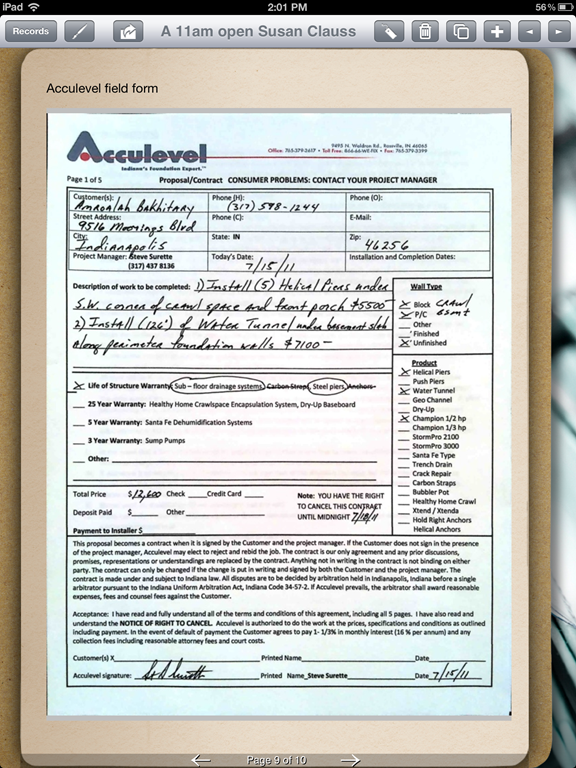 iPad 2:01 PM 56%
Records A 11am open Susan Clauss
Acculevel field form
Acculevel
Indiana's Foundation Expert.™
9495 N. Waldron Rd., Rossville, IN 46065
Office: 765-379-2617 • Toll Free: 866-66-WE-FIX • Fax: 765-379-3399
Page 1 of 5 Proposal/Contract CONSUMER PROBLEMS: CONTACT YOUR PROJECT MANAGER
Customer(s): Amroalah Bakhitary Phone (H): (317) 598-1244 Phone (O):
Street Address: 9516 Moorings Blvd Phone (C): E-Mail:
City: Indianapolis State: IN Zip: 46256
Project Manager: Steve Surette (317) 437 8136 Today's Date: 7/15/11 Installation and Completion Dates:
Description of work to be completed: 1) Install (5) Helical Piers under
S.W. corner of crawl space and front porch $5500-
2) Install (126') of Water Tunnel under basement slab
along perimeter foundation walls $7100-
X Life of Structure Warranty: Sub – floor drainage systems, Carbon Straps, Steel piers, Anchors
25 Year Warranty: Healthy Home Crawlspace Encapsulation System, Dry-Up Baseboard
5 Year Warranty: Santa Fe Dehumidification Systems
3 Year Warranty: Sump Pumps
Other:
Wall Type
X Block crawl
X P/C bsmt
Other
Finished
X Unfinished
Product
X Helical Piers
Push Piers
X Water Tunnel
Geo Channel
Dry-Up
X Champion 1/2 hp
Champion 1/3 hp
StormPro 2100
StormPro 3000
Santa Fe Type
Trench Drain
Crack Repair
Carbon Straps
Bubbler Pot
Healthy Home Crawl
Xtend / Xtenda
Hold Right Anchors
Helical Anchors
Total Price $12,600 Check Credit Card
Deposit Paid $ Other
Payment to Installer $
Note: YOU HAVE THE RIGHT
TO CANCEL THIS CONTRACT
UNTIL MIDNIGHT 7/18/11
This proposal becomes a contract when it is signed by the Customer and the project manager. If the Customer does not sign in the presence
of the project manager, Acculevel may elect to reject and rebid the job. The contract is our only agreement and any prior discussions,
promises, representations or understandings are replaced by the contract. Anything not in writing in the contract is not binding on either
party. The contract can only be changed if the change is put in writing and signed by both the Customer and the project manager. The
contract is made under and subject to Indiana law. All disputes are to be decided by arbitration held in Indianapolis, Indiana before a single
arbitrator pursuant to the Indiana Uniform Arbitration Act, Indiana Code 34-57-2. If Acculevel prevails, the arbitrator shall award reasonable
expenses, fees and counsel fees against the Customer.
Acceptance: I have read and fully understand all of the terms and conditions of this agreement, including all 5 pages. I have also read and
understand the NOTICE OF RIGHT TO CANCEL. Acculevel is authorized to do the work at the prices, specifications and conditions as outlined
including payment. In the event of default of payment the Customer agrees to pay 1- 1/3% in monthly interest (16 % per annum) and any
collection fees including reasonable attorney fees and court costs.
Customer(s) X Printed Name Date
Acculevel signature: Printed Name Steve Surette Date 7/15/11
Page 9 of 10